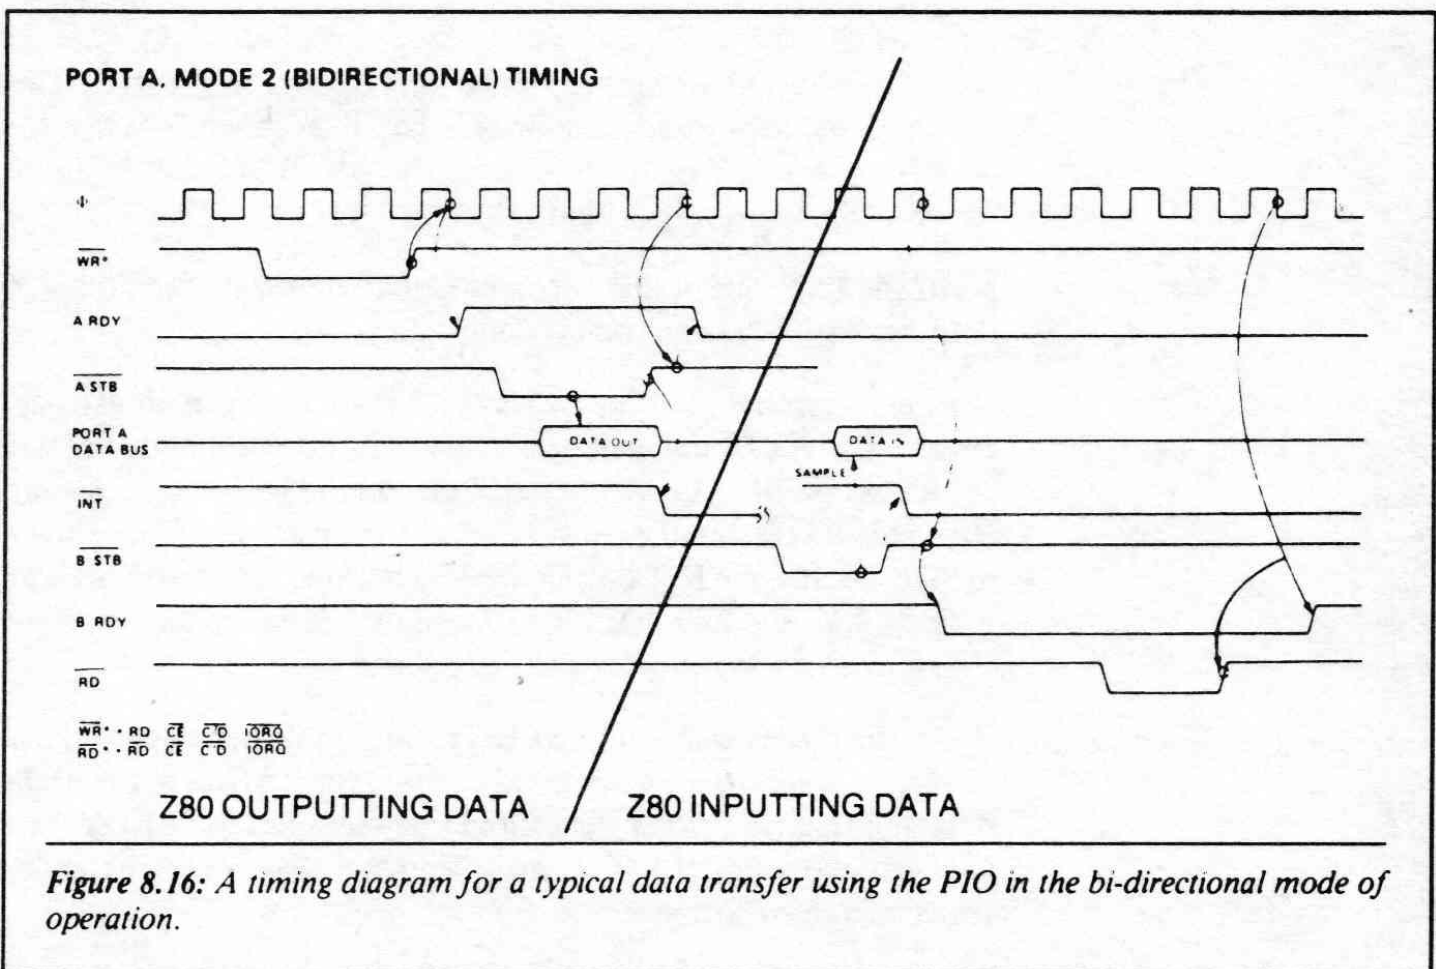 PORT A, MODE 2 (BIDIRECTIONAL) TIMING
Φ
WR*
A RDY
A STB
PORT A
DATA BUS
DATA OUT
DATA IN
SAMPLE
INT
B STB
B RDY
RD
WR* · RD CE C/D IORQ
RD* · RD CE C/D IORQ
Z80 OUTPUTTING DATA
Z80 INPUTTING DATA
Figure 8.16: A timing diagram for a typical data transfer using the PIO in the bi-directional mode of
operation.